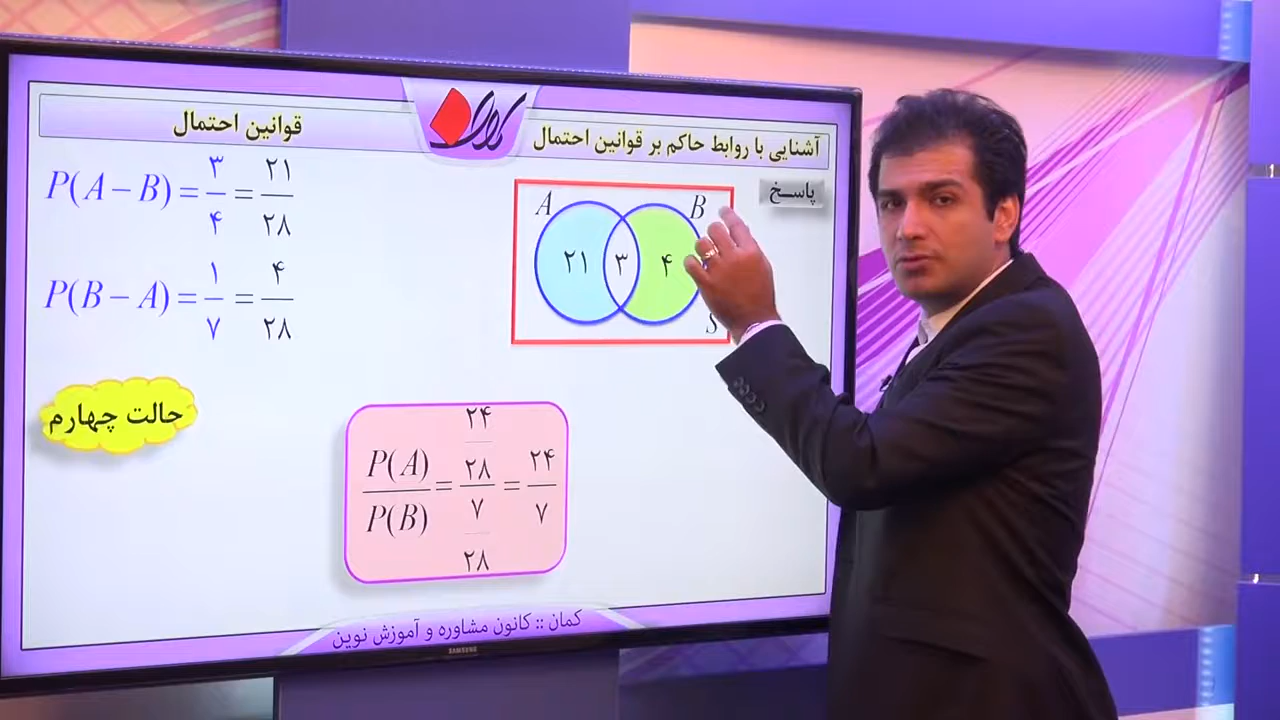 قوانین احتمال
کمان
آشنایی با روابط حاکم بر قوانین احتمال
پاسخ
P(A − B) = ۳/۴ = ۲۱/۲۸
P(B − A) = ۱/۷ = ۴/۲۸
A B
۲۱ ۳ ۴
S
حالت چهارم
P(A)/P(B) = (۲۴/۲۸)/(۷/۲۸) = ۲۴/۷
کمان :: کانون مشاوره و آموزش نوین
SAMSUNG